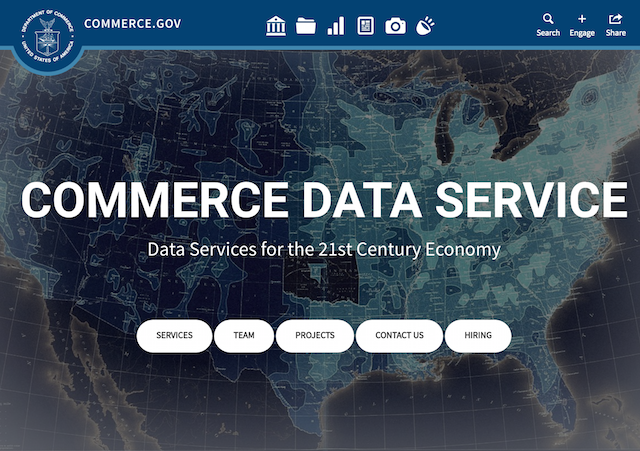 DEPARTMENT OF COMMERCE
UNITED STATES OF AMERICA
COMMERCE.GOV
Search
Engage
Share
COMMERCE DATA SERVICE
Data Services for the 21st Century Economy
SERVICES
TEAM
PROJECTS
CONTACT US
HIRING